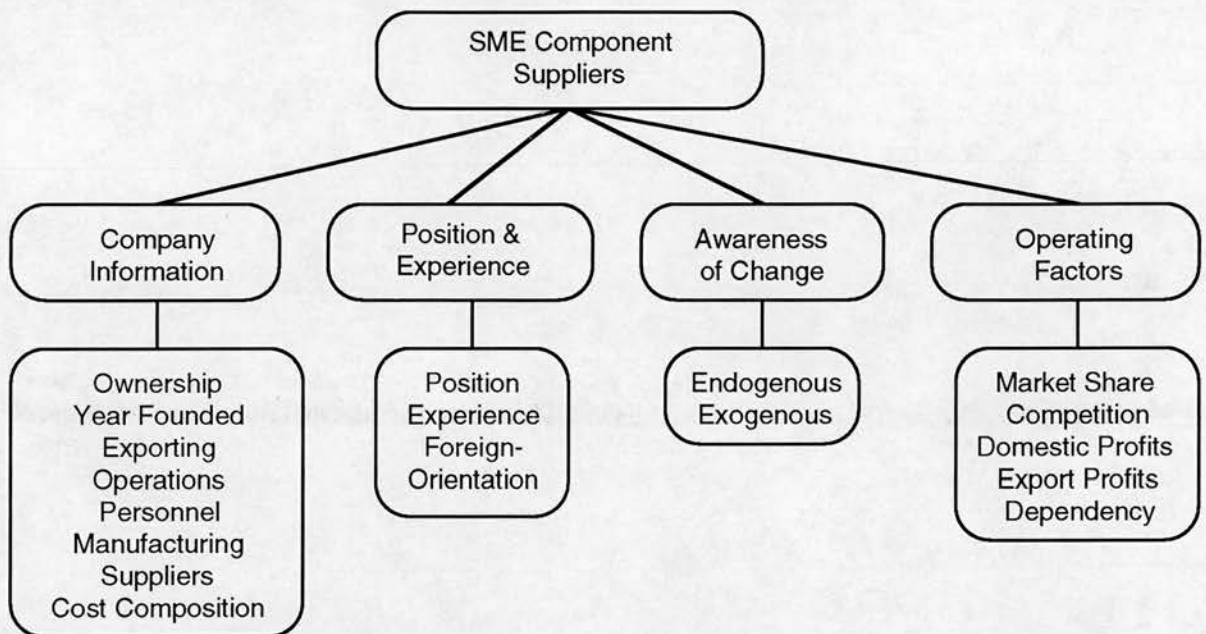 SME Component
Suppliers
Company
Information
Position &
Experience
Awareness
of Change
Operating
Factors
Ownership
Year Founded
Exporting
Operations
Personnel
Manufacturing
Suppliers
Cost Composition
Position
Experience
Foreign-
Orientation
Endogenous
Exogenous
Market Share
Competition
Domestic Profits
Export Profits
Dependency